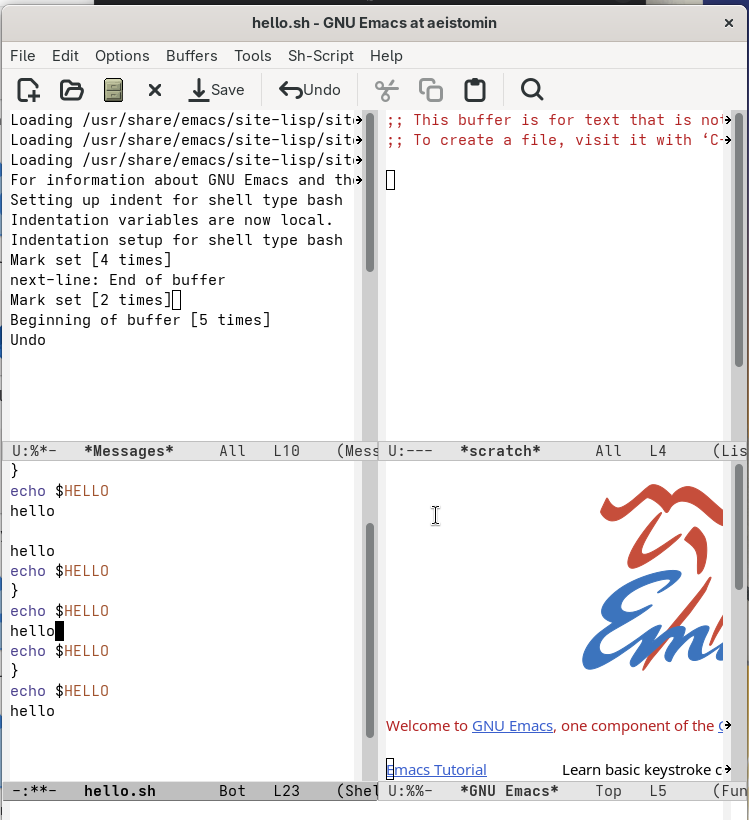 hello.sh - GNU Emacs at aeistomin
File Edit Options Buffers Tools Sh-Script Help
Save Undo
Loading /usr/share/emacs/site-lisp/sit
Loading /usr/share/emacs/site-lisp/sit
Loading /usr/share/emacs/site-lisp/sit
For information about GNU Emacs and th
Setting up indent for shell type bash
Indentation variables are now local.
Indentation setup for shell type bash
Mark set [4 times]
next-line: End of buffer
Mark set [2 times]
Beginning of buffer [5 times]
Undo
U:%*- *Messages* All L10 (Mess
;; This buffer is for text that is not
;; To create a file, visit it with ‘C-
U:--- *scratch* All L4 (Lis
}
echo $HELLO
hello
hello
echo $HELLO
}
echo $HELLO
hello
echo $HELLO
}
echo $HELLO
hello
-:**- hello.sh Bot L23 (Shel
Em
Welcome to GNU Emacs, one component of the G
Emacs Tutorial Learn basic keystroke c
U:%%- *GNU Emacs* Top L5 (Fun